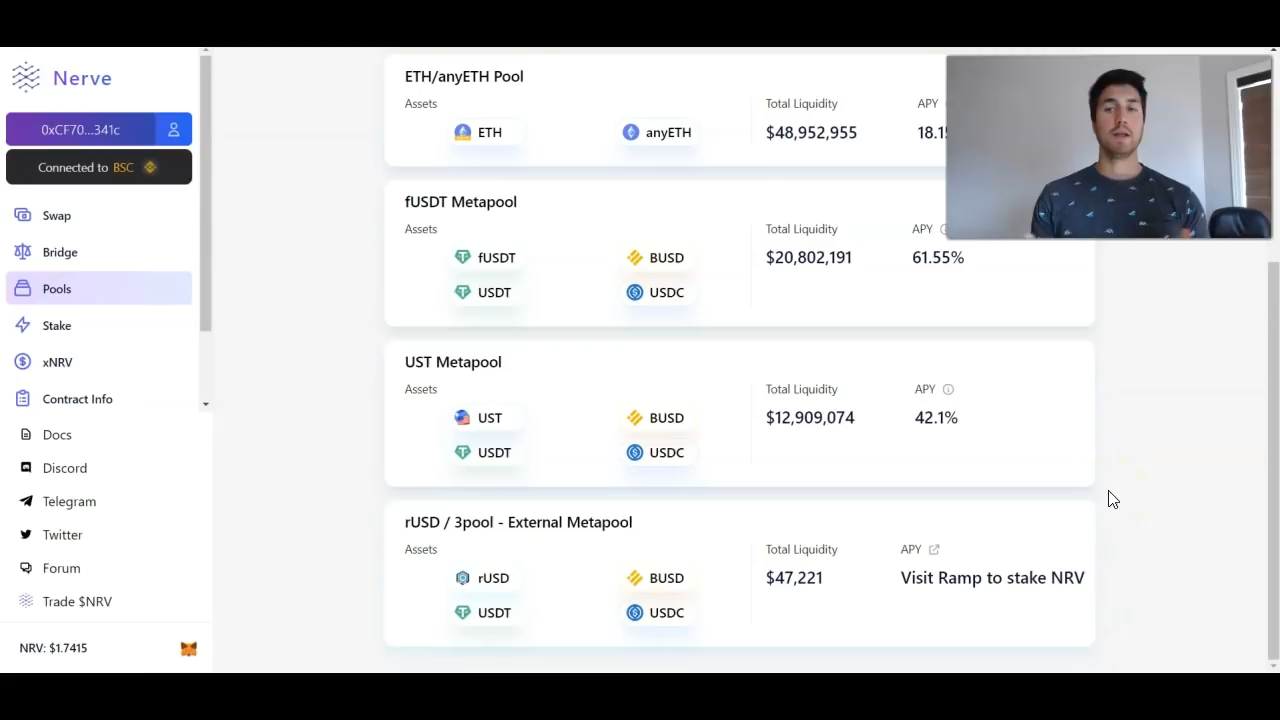 Nerve
0xCF70...341c
Connected to BSC
Swap
Bridge
Pools
Stake
xNRV
Contract Info
Docs
Discord
Telegram
Twitter
Forum
Trade $NRV
NRV: $1.7415
ETH/anyETH Pool
Assets Total Liquidity APY
ETH anyETH $48,952,955
fUSDT Metapool
Assets Total Liquidity APY
fUSDT BUSD $20,802,191 61.55%
USDT USDC
UST Metapool
Assets Total Liquidity APY
UST BUSD $12,909,074 42.1%
USDT USDC
rUSD / 3pool - External Metapool
Assets Total Liquidity APY
rUSD BUSD $47,221 Visit Ramp to stake NRV
USDT USDC